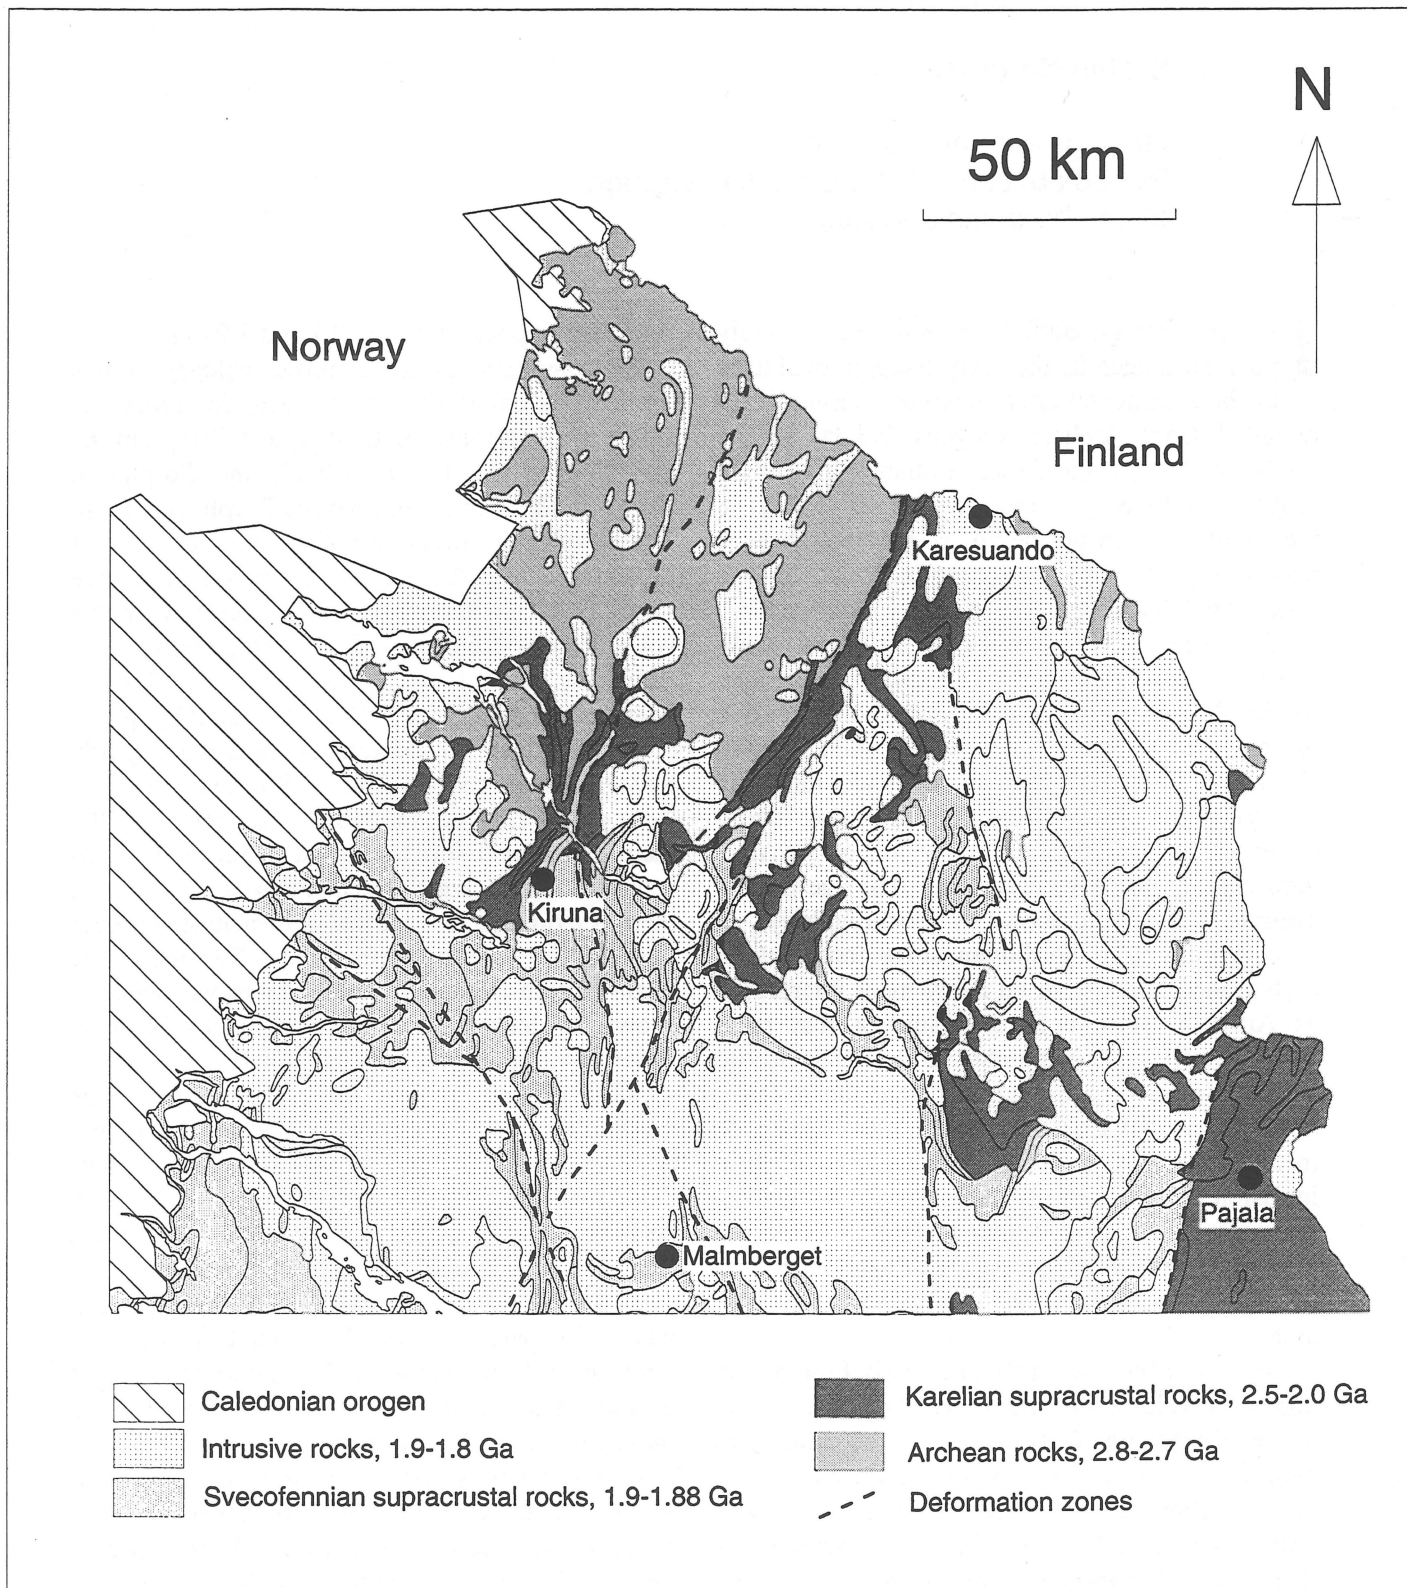 N
50 km
Norway
Finland
Karesuando
Kiruna
Pajala
Malmberget
Caledonian orogen
Intrusive rocks, 1.9-1.8 Ga
Svecofennian supracrustal rocks, 1.9-1.88 Ga
Karelian supracrustal rocks, 2.5-2.0 Ga
Archean rocks, 2.8-2.7 Ga
Deformation zones